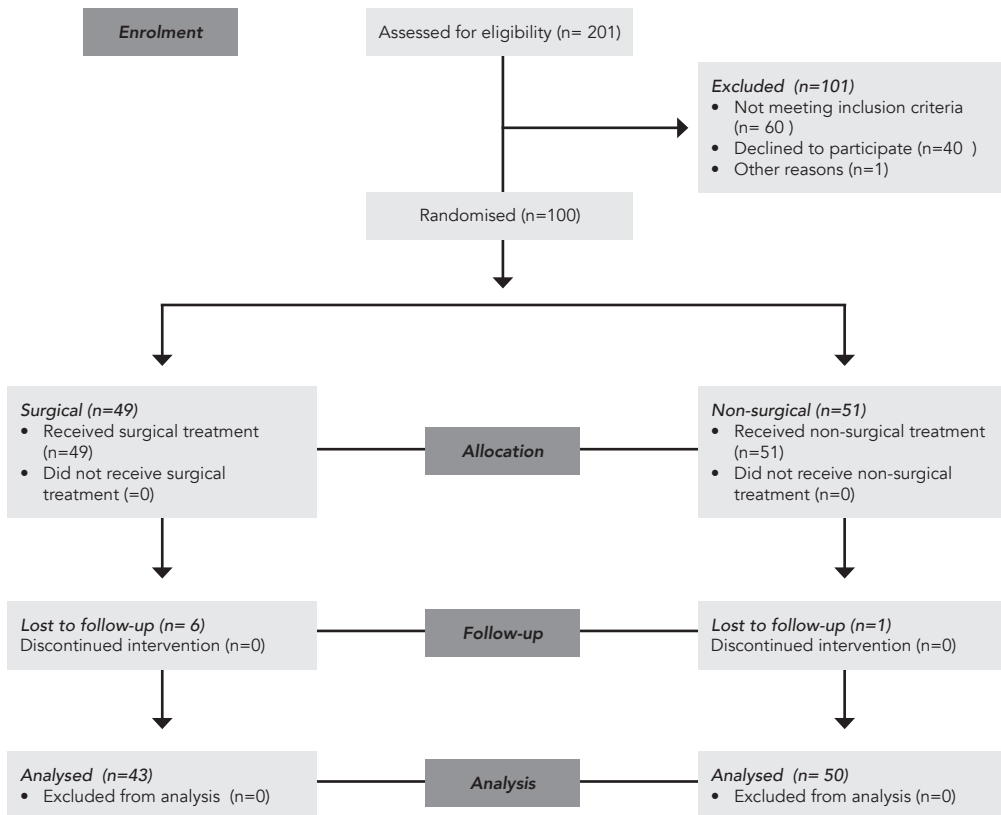 Enrolment
Assessed for eligibility (n= 201)
Excluded (n=101)
• Not meeting inclusion criteria
(n= 60 )
• Declined to participate (n=40 )
• Other reasons (n=1)
Randomised (n=100)
Surgical (n=49)
• Received surgical treatment
(n=49)
• Did not receive surgical
treatment (=0)
Allocation
Non-surgical (n=51)
• Received non-surgical treatment
(n=51)
• Did not receive non-surgical
treatment (n=0)
Lost to follow-up (n= 6)
Discontinued intervention (n=0)
Follow-up
Lost to follow-up (n=1)
Discontinued intervention (n=0)
Analysed (n=43)
• Excluded from analysis (n=0)
Analysis
Analysed (n= 50)
• Excluded from analysis (n=0)